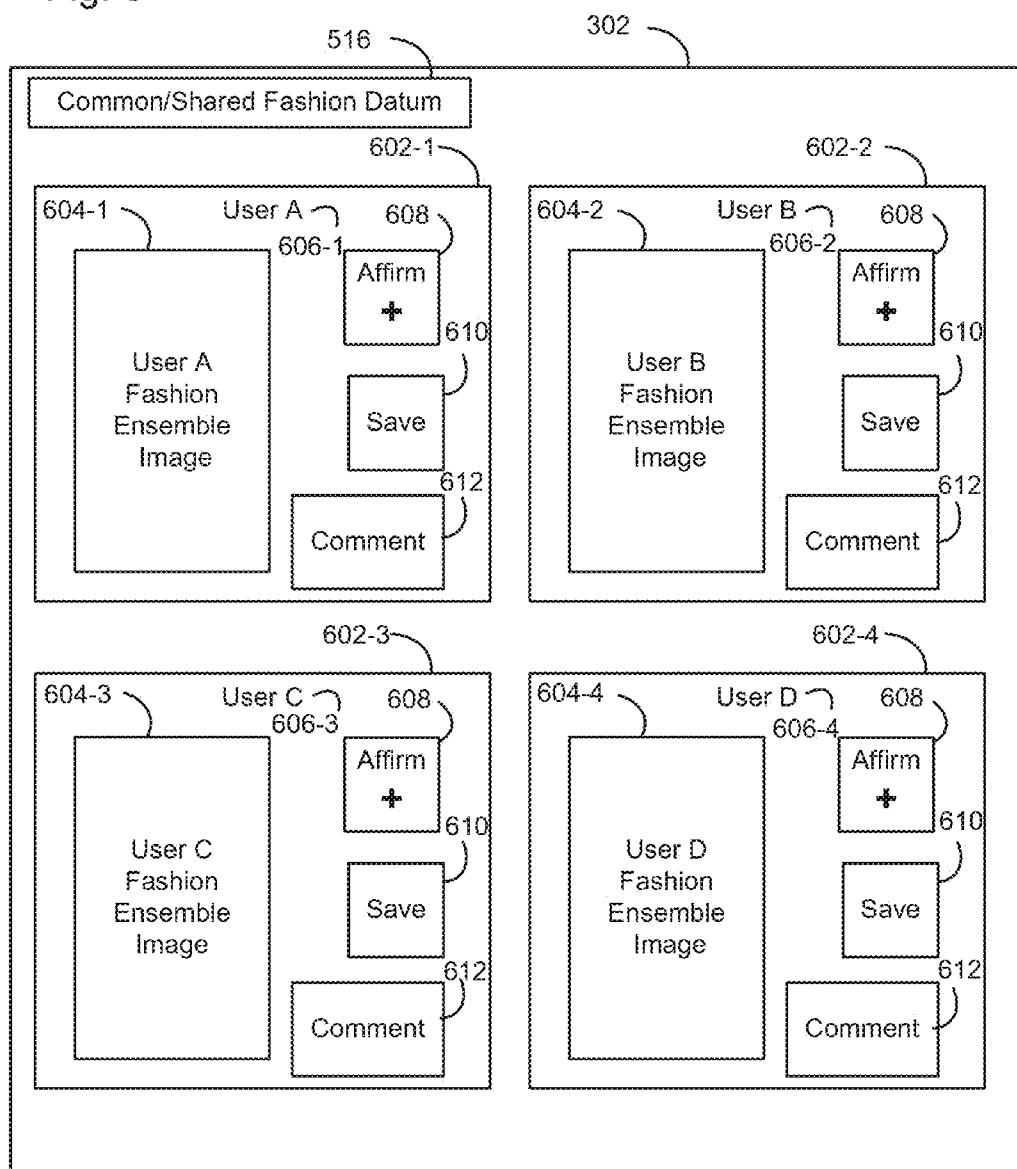 516
302
Common/Shared Fashion Datum
602-1
602-2
604-1
User A
608
606-1
Affirm
+
User A
Fashion
Ensemble
Image
610
Save
612
Comment
604-2
User B
608
606-2
Affirm
+
User B
Fashion
Ensemble
Image
610
Save
612
Comment
602-3
602-4
604-3
User C
608
606-3
Affirm
+
User C
Fashion
Ensemble
Image
610
Save
612
Comment
604-4
User D
608
606-4
Affirm
+
User D
Fashion
Ensemble
Image
610
Save
612
Comment